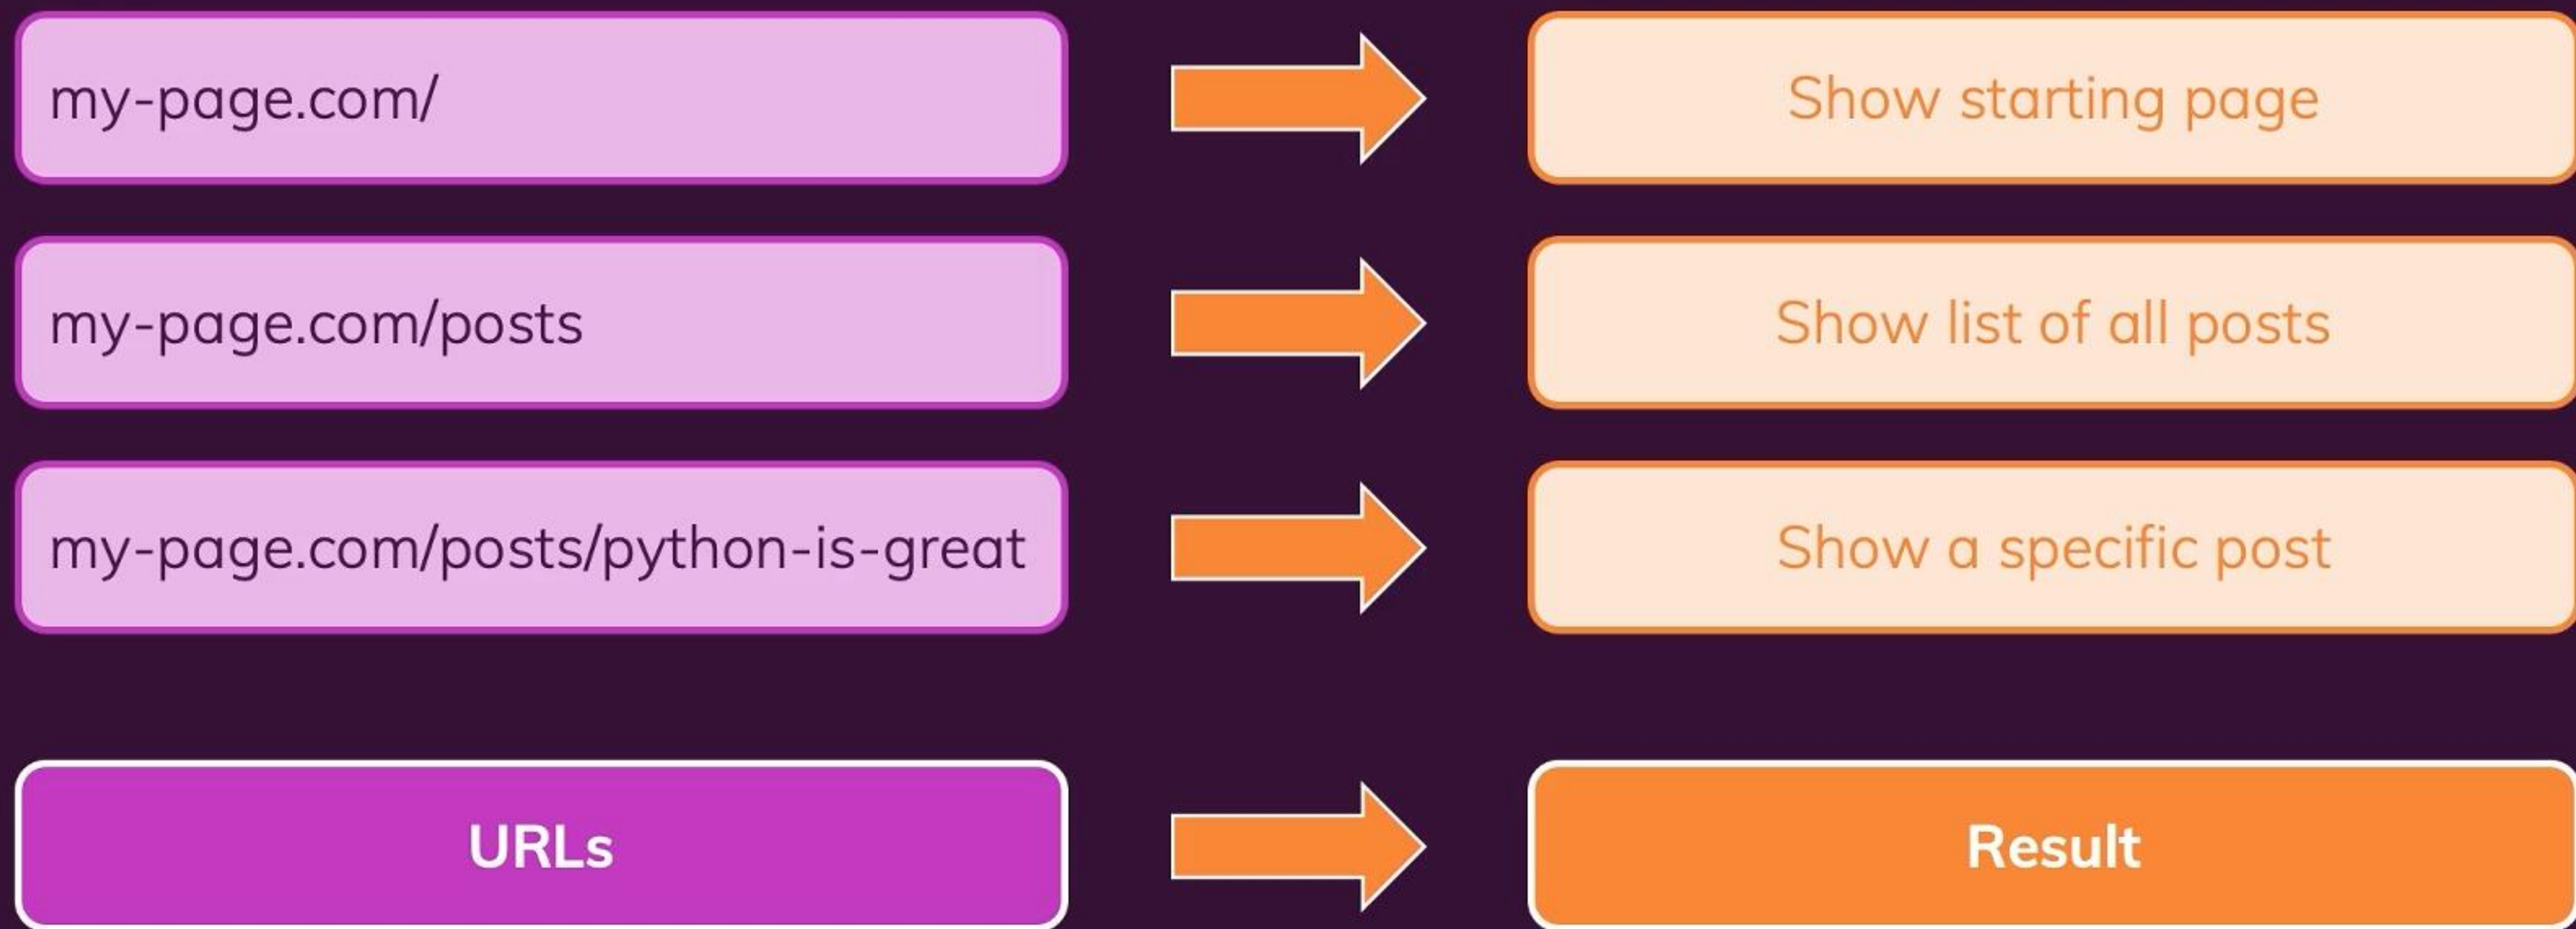 my-page.com/
Show starting page
my-page.com/posts
Show list of all posts
my-page.com/posts/python-is-great
Show a specific post
URLs
Result